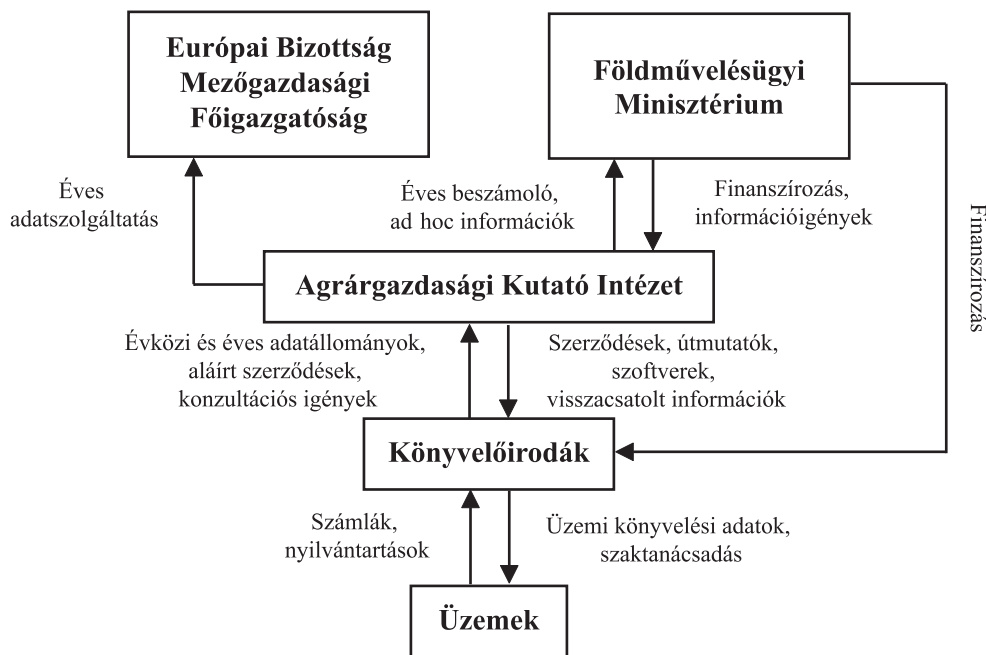 Európai Bizottság
Mezőgazdasági
Főigazgatóság
Földművelésügyi
Minisztérium
Éves
adatszolgáltatás
Éves beszámoló,
ad hoc információk
Finanszírozás,
információigények
Finanszírozás
Agrárgazdasági Kutató Intézet
Évközi és éves adatállományok,
aláírt szerződések,
konzultációs igények
Szerződések, útmutatók,
szoftverek,
visszacsatolt információk
Könyvelőirodák
Számlák,
nyilvántartások
Üzemi könyvelési adatok,
szaktanácsadás
Üzemek